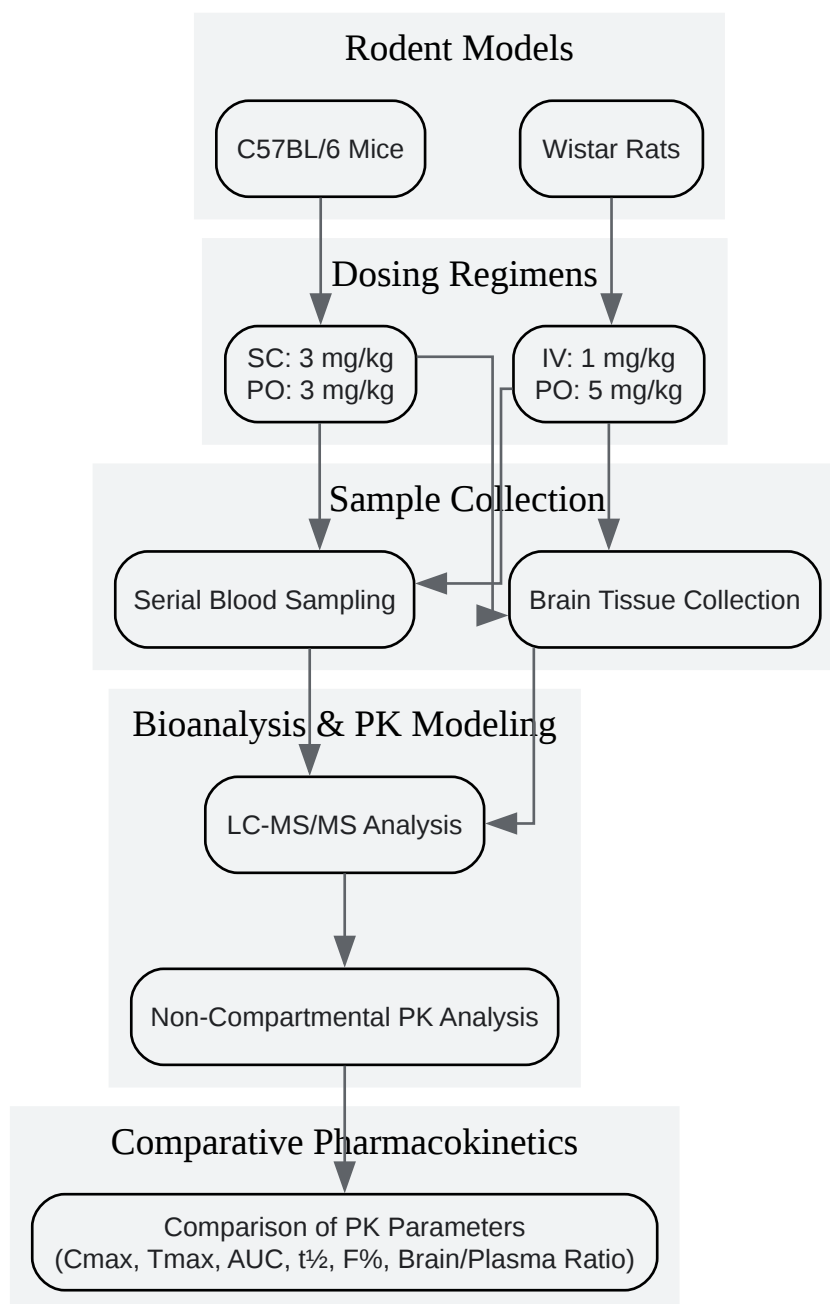 Rodent Models
C57BL/6 Mice
Wistar Rats
Dosing Regimens
SC: 3 mg/kg
PO: 3 mg/kg
IV: 1 mg/kg
PO: 5 mg/kg
Sample Collection
Serial Blood Sampling
Brain Tissue Collection
Bioanalysis & PK Modeling
LC-MS/MS Analysis
Non-Compartmental PK Analysis
Comparative Pharmacokinetics
Comparison of PK Parameters
(Cmax, Tmax, AUC, t½, F%, Brain/Plasma Ratio)